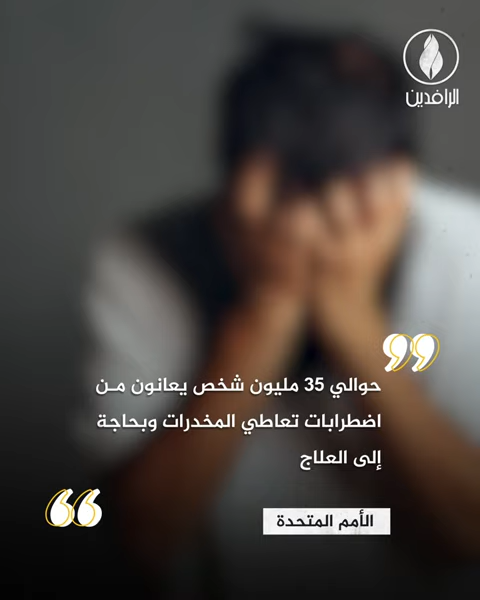 الرافدين
حوالي 35 مليون شخص يعانون من
اضطرابات تعاطي المخدرات وبحاجة
إلى العلاج
الأمم المتحدة